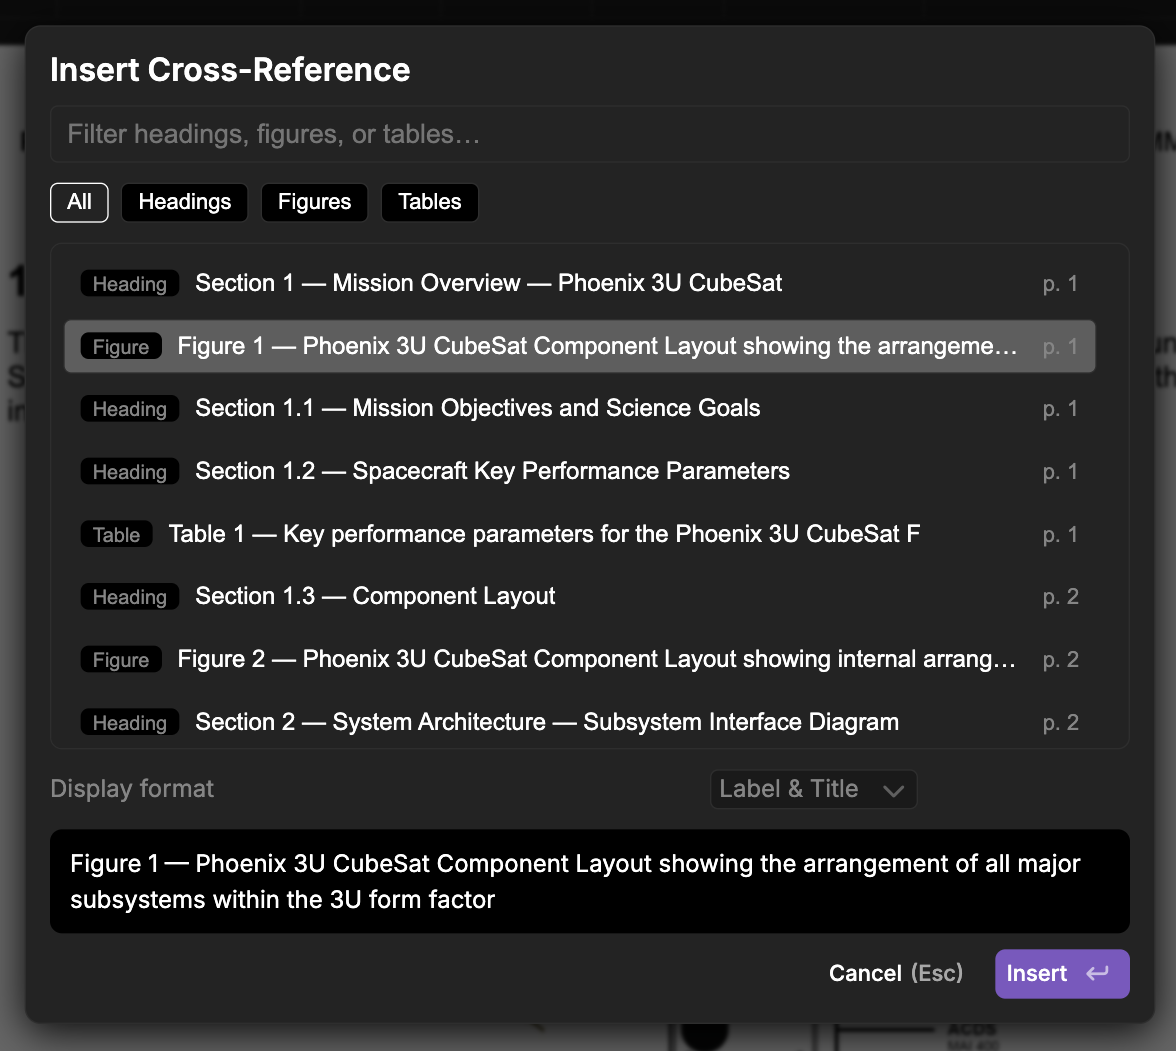 Insert Cross-Reference
Filter headings, figures, or tables…
All Headings Figures Tables
Heading Section 1 — Mission Overview — Phoenix 3U CubeSat p. 1
Figure Figure 1 — Phoenix 3U CubeSat Component Layout showing the arrangeme… p. 1
Heading Section 1.1 — Mission Objectives and Science Goals p. 1
Heading Section 1.2 — Spacecraft Key Performance Parameters p. 1
Table Table 1 — Key performance parameters for the Phoenix 3U CubeSat F p. 1
Heading Section 1.3 — Component Layout p. 2
Figure Figure 2 — Phoenix 3U CubeSat Component Layout showing internal arrang… p. 2
Heading Section 2 — System Architecture — Subsystem Interface Diagram p. 2
Display format Label & Title
Figure 1 — Phoenix 3U CubeSat Component Layout showing the arrangement of all major
subsystems within the 3U form factor
Cancel (Esc) Insert
ACDS
MAI 400